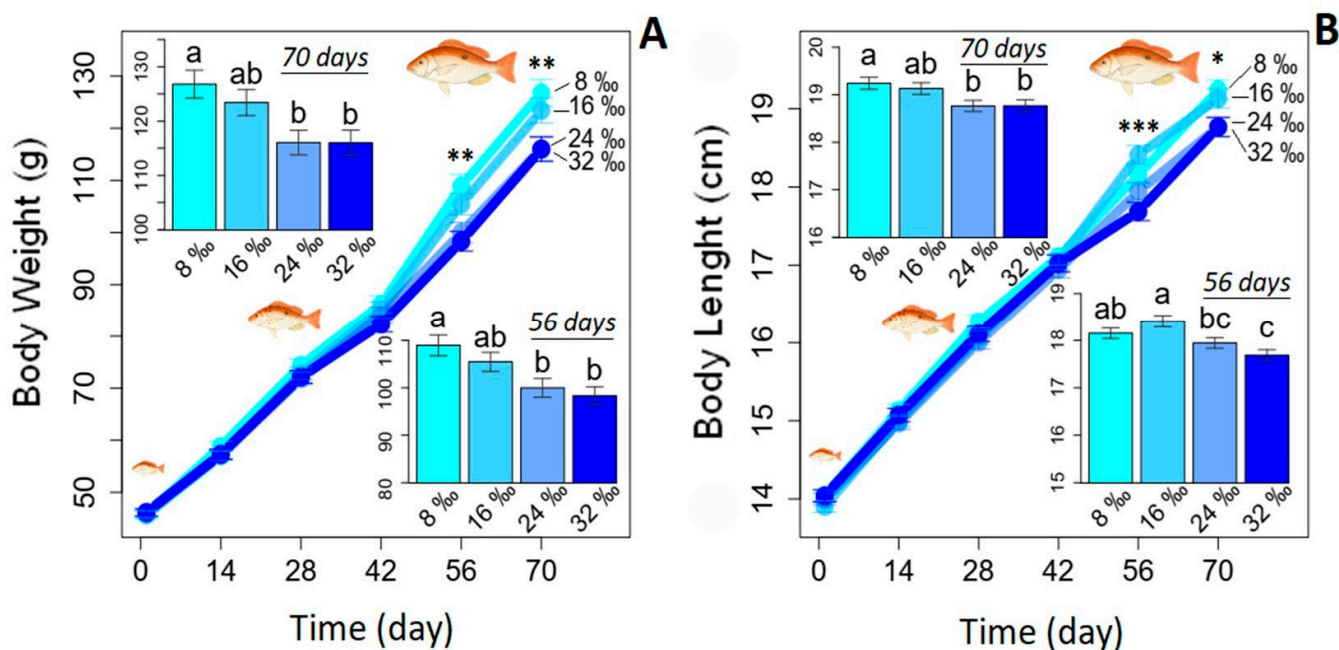 A
Body Weight (g)
130
110
90
70
50
0 14 28 42 56 70
Time (day)
70 days
130
120
110
100
a ab b b
8 ‰ 16 ‰ 24 ‰ 32 ‰
**
**
8 ‰
16 ‰
24 ‰
32 ‰
56 days
110
100
90
80
a ab b b
8 ‰ 16 ‰ 24 ‰ 32 ‰
B
Body Lenght (cm)
19
18
17
16
15
14
0 14 28 42 56 70
Time (day)
70 days
20
19
18
17
16
a ab b b
8 ‰ 16 ‰ 24 ‰ 32 ‰
***
*
8 ‰
16 ‰
24 ‰
32 ‰
56 days
19
18
17
16
15
ab a bc c
8 ‰ 16 ‰ 24 ‰ 32 ‰